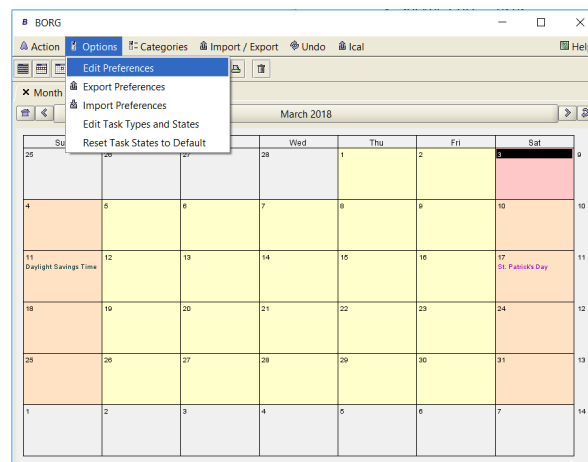 BORG
Action Options Categories Import / Export Undo Ical
Edit Preferences
Export Preferences
Import Preferences
Edit Task Types and States
Reset Task States to Default
Month
March 2018
Wed Thu Fri Sat
25 26 27 28 1 2 3 9
4 5 6 7 8 9 10 10
11 12 13 14 15 16 17 11
Daylight Savings Time St. Patrick's Day
18 19 20 21 22 23 24 12
25 26 27 28 29 30 31 13
1 2 3 4 5 6 7 14